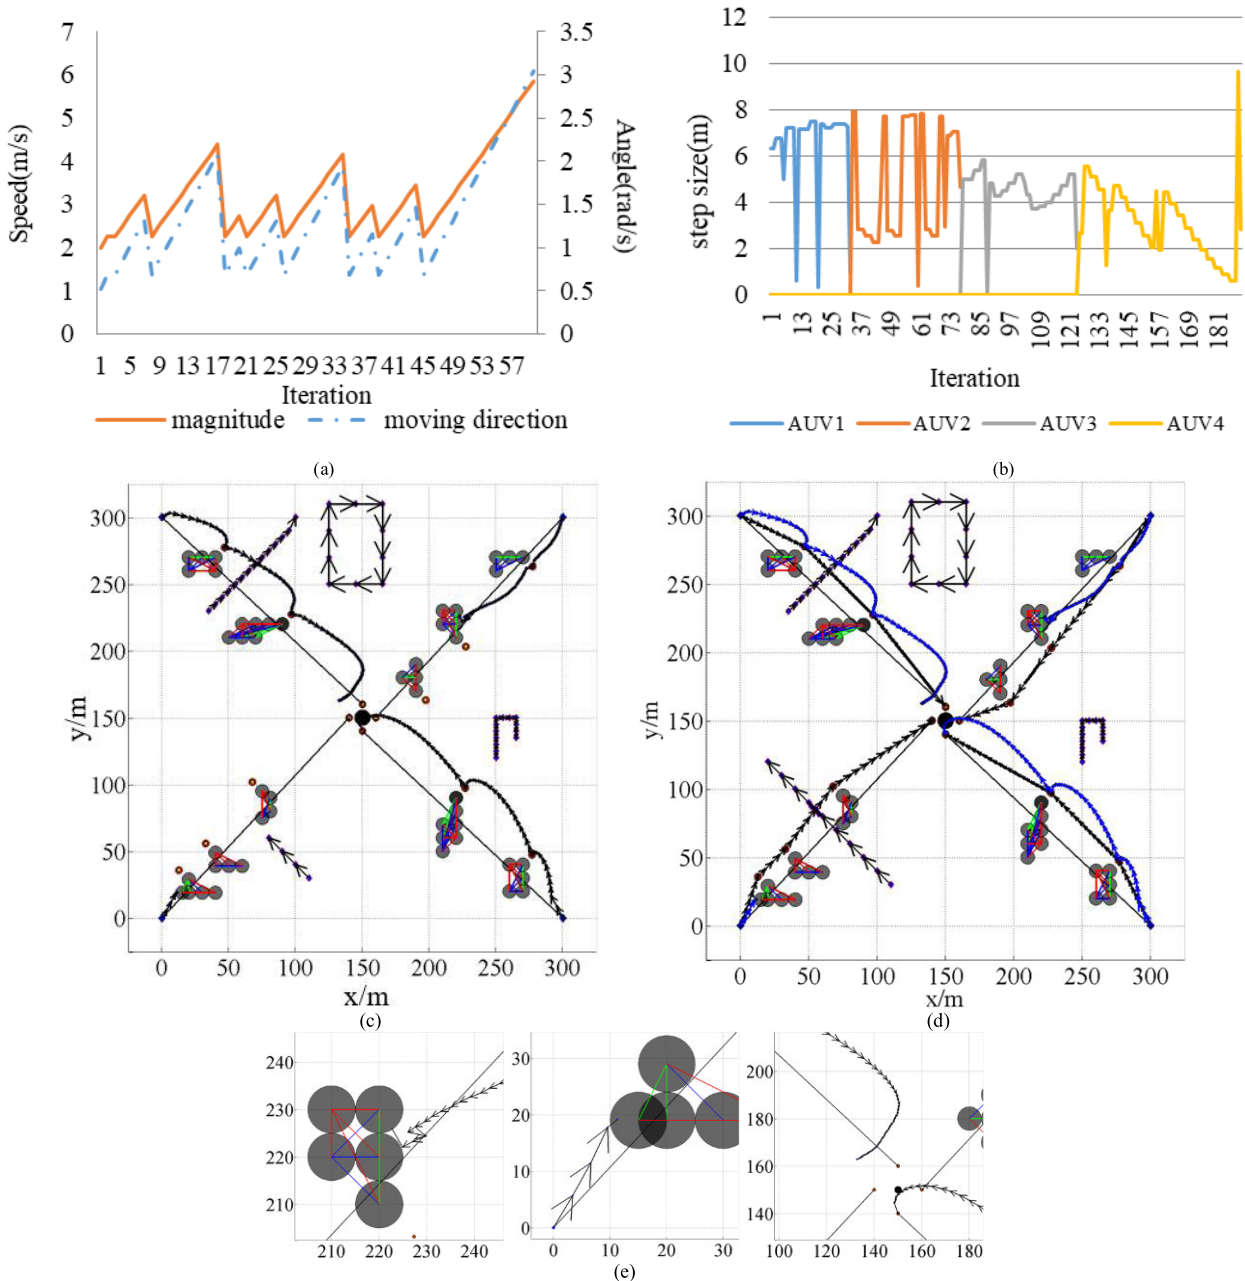 7
6
5
4
3
2
1
0
Speed(m/s)
3.5
3
2.5
2
1.5
1
0.5
0
Angle(rad/s)
1 5 9 13 17 21 25 29 33 37 41 45 49 53 57
Iteration
magnitude moving direction
(a)
12
10
8
6
4
2
0
step size(m)
1 13 25 37 49 61 73 85 97 109 121 133 145 157 169 181
Iteration
AUV1 AUV2 AUV3 AUV4
(b)
300
250
200
150
100
50
0
y/m
0 50 100 150 200 250 300
x/m
(c)
300
250
200
150
100
50
0
y/m
0 50 100 150 200 250 300
x/m
(d)
240
230
220
210
210 220 230 240
30
20
10
0
0 10 20 30
200
180
160
140
100 120 140 160 180
(e)